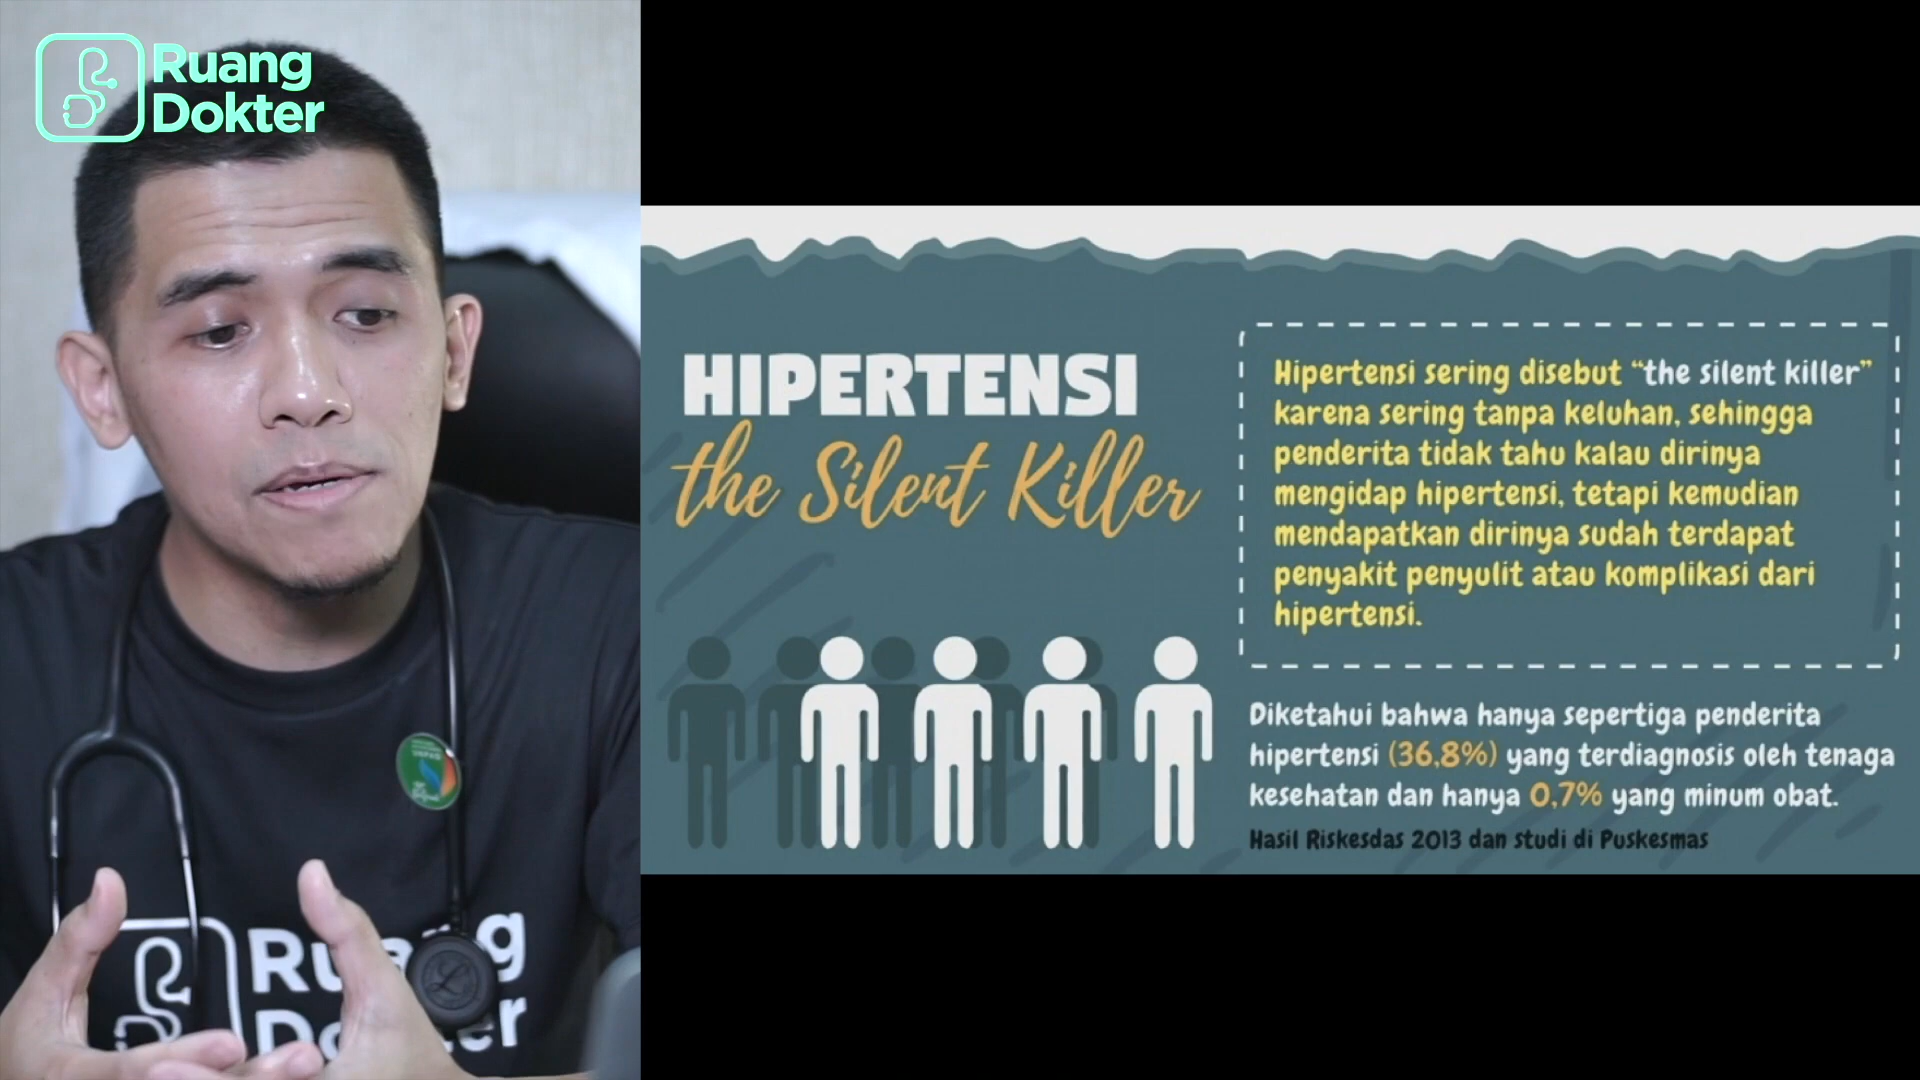 Ruang
Dokter
HIPERTENSI
the Silent Killer
Hipertensi sering disebut “the silent killer”
karena sering tanpa keluhan, sehingga
penderita tidak tahu kalau dirinya
mengidap hipertensi, tetapi kemudian
mendapatkan dirinya sudah terdapat
penyakit penyulit atau komplikasi dari
hipertensi.
Diketahui bahwa hanya sepertiga penderita
hipertensi (36,8%) yang terdiagnosis oleh tenaga
kesehatan dan hanya 0,7% yang minum obat.
Hasil Riskesdas 2013 dan studi di Puskesmas